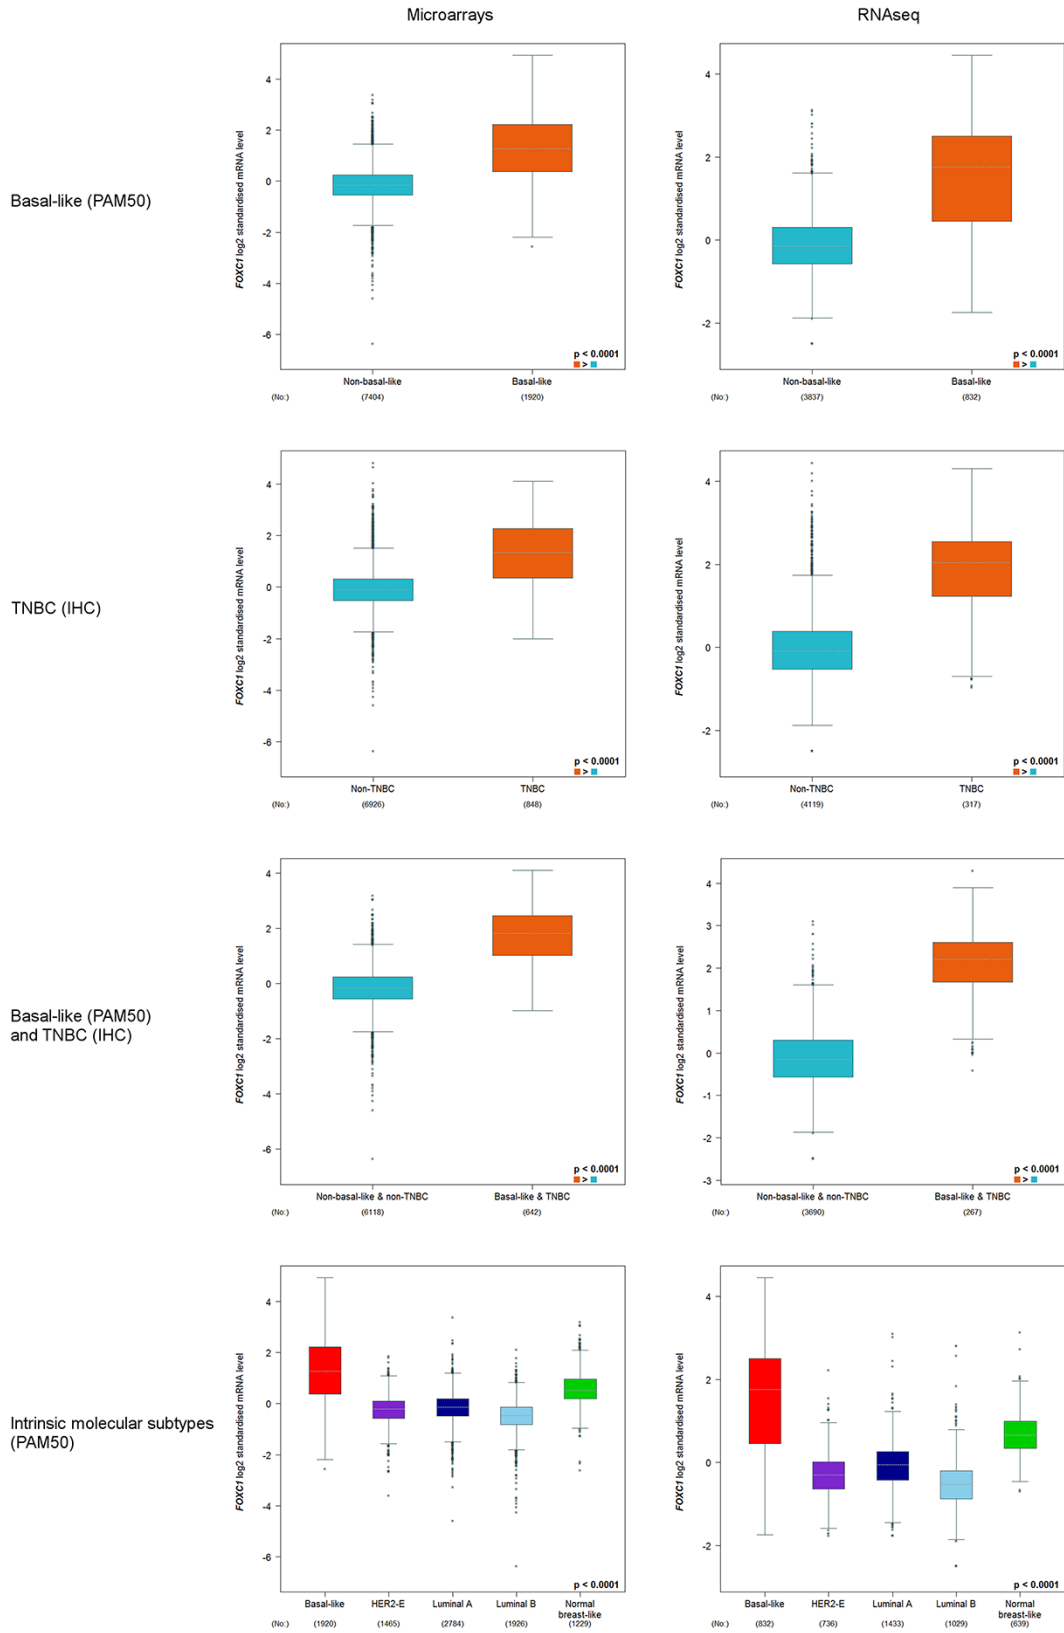 Microarrays
RNAseq
Basal-like (PAM50)
FOXC1 log2 standardised mRNA level
4
2
0
-2
-4
-6
p < 0.0001
>
Non-basal-like
Basal-like
(No:)
(7404)
(1920)
FOXC1 log2 standardised mRNA level
4
2
0
-2
p < 0.0001
>
Non-basal-like
Basal-like
(No:)
(3837)
(832)
TNBC (IHC)
FOXC1 log2 standardised mRNA level
4
2
0
-2
-4
-6
p < 0.0001
>
Non-TNBC
TNBC
(No:)
(6926)
(848)
FOXC1 log2 standardised mRNA level
4
2
0
-2
p < 0.0001
>
Non-TNBC
TNBC
(No:)
(4119)
(317)
Basal-like (PAM50)
and TNBC (IHC)
FOXC1 log2 standardised mRNA level
4
2
0
-2
-4
-6
p < 0.0001
>
Non-basal-like & non-TNBC
Basal-like & TNBC
(No:)
(6118)
(642)
FOXC1 log2 standardised mRNA level
4
3
2
1
0
-1
-2
-3
p < 0.0001
>
Non-basal-like & non-TNBC
Basal-like & TNBC
(No:)
(3690)
(267)
Intrinsic molecular subtypes
(PAM50)
FOXC1 log2 standardised mRNA level
4
2
0
-2
-4
-6
p < 0.0001
Basal-like
HER2-E
Luminal A
Luminal B
Normal
breast-like
(No:)
(1920)
(1465)
(2784)
(1926)
(1229)
FOXC1 log2 standardised mRNA level
4
2
0
-2
p < 0.0001
Basal-like
HER2-E
Luminal A
Luminal B
Normal
breast-like
(No:)
(832)
(736)
(1433)
(1029)
(639)